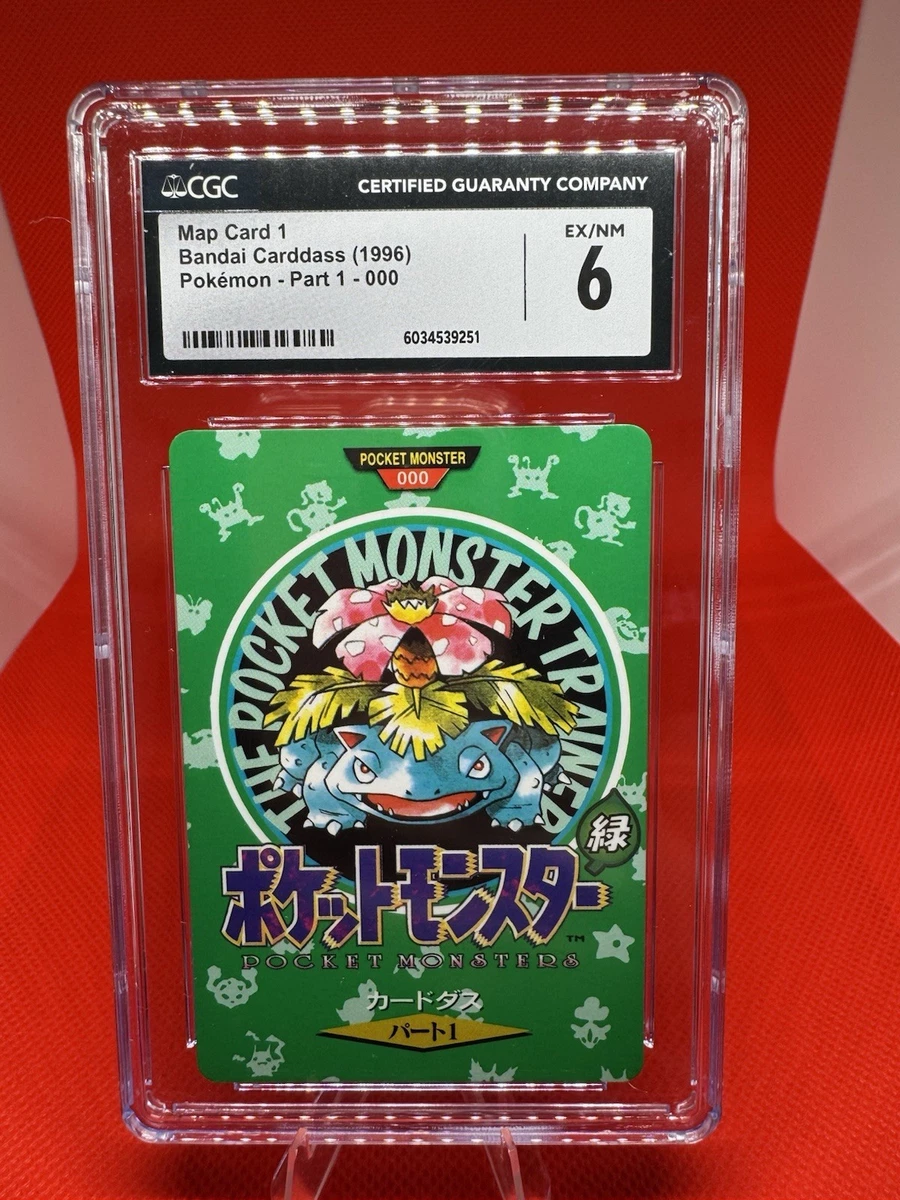 CGC
CERTIFIED GUARANTY COMPANY
Map Card 1
Bandai Carddass (1996)
Pokémon - Part 1 - 000
EX/NM
6
6034539251
POCKET MONSTER
000
THE POCKET MONSTER TRAINER
緑
ポケットモンスター
TM
POCKET MONSTERS
カードダス
パート1